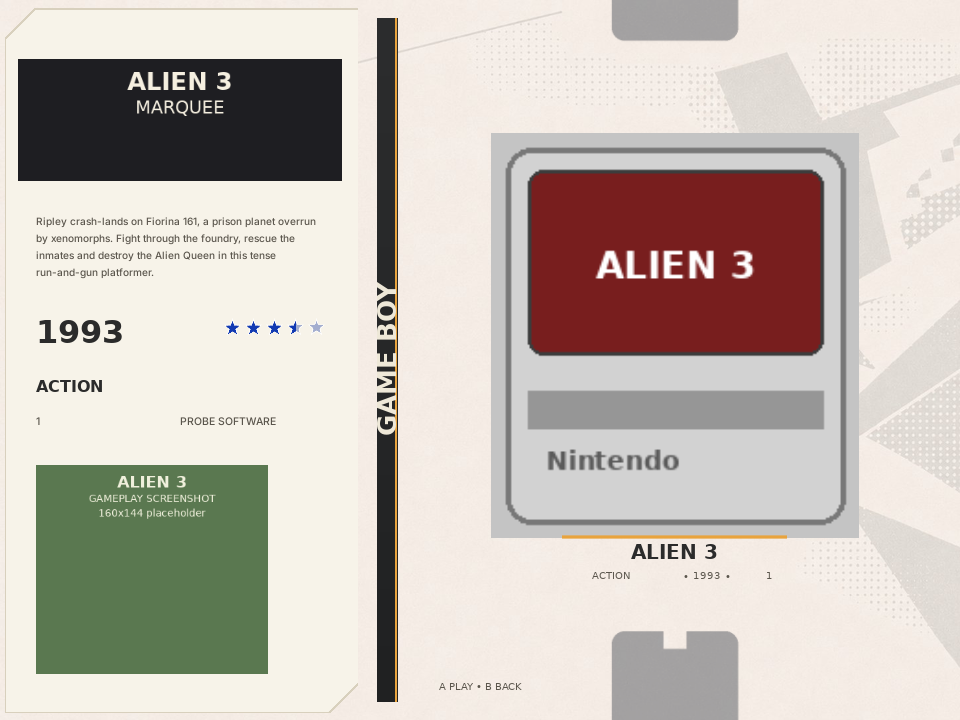 ALIEN 3
MARQUEE
Ripley crash-lands on Fiorina 161, a prison planet overrun
by xenomorphs. Fight through the foundry, rescue the
inmates and destroy the Alien Queen in this tense
run-and-gun platformer.
1993
ACTION
1 PROBE SOFTWARE
ALIEN 3
GAMEPLAY SCREENSHOT
160x144 placeholder
GAME BOY
ALIEN 3
Nintendo
ALIEN 3
ACTION • 1993 • 1
A PLAY • B BACK